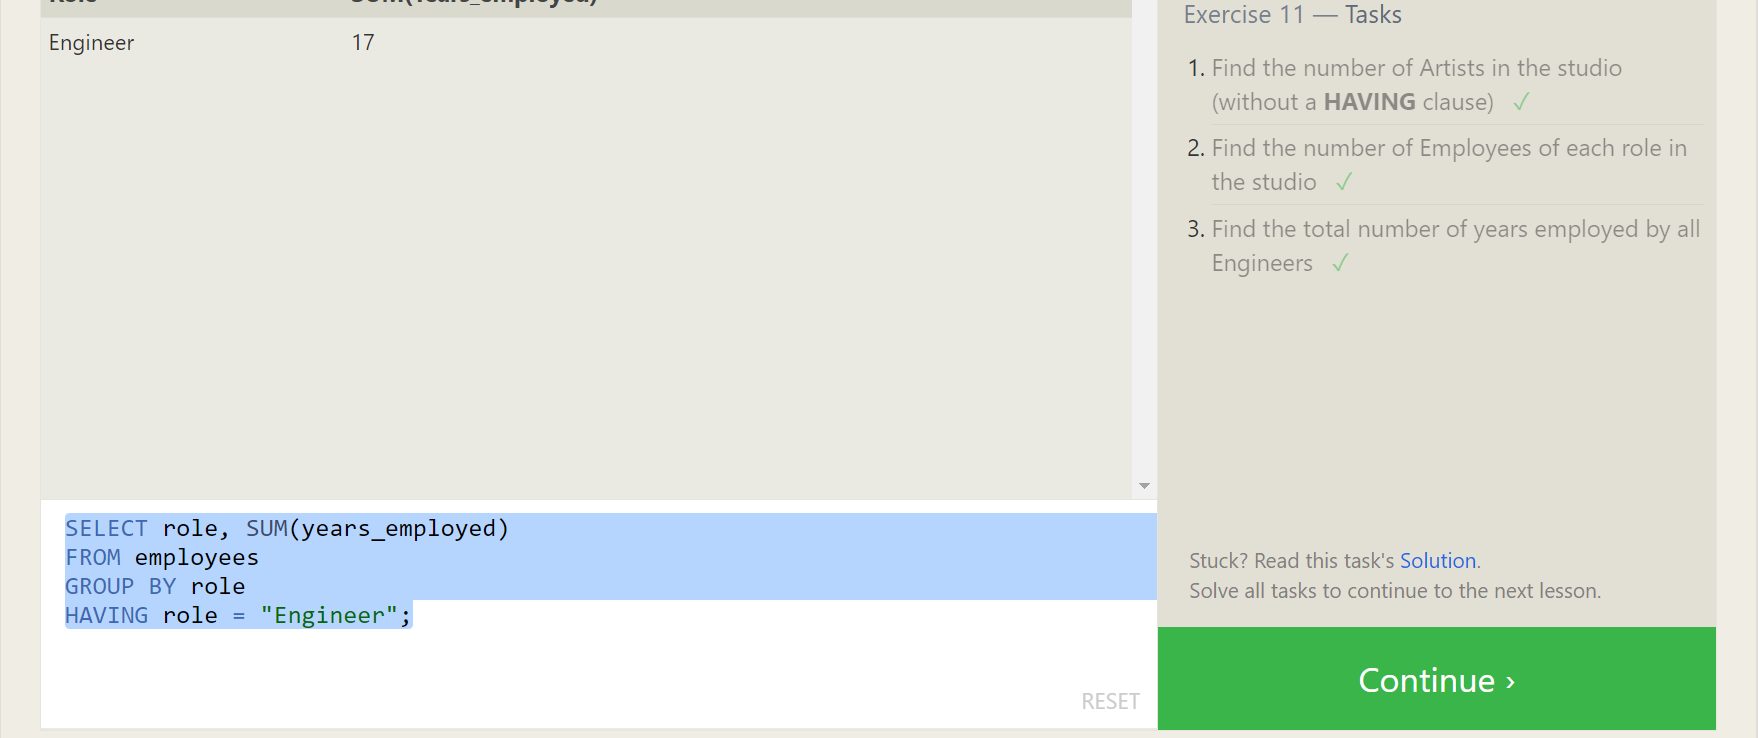 Role SUM(Years_employed)
Engineer 17
SELECT role, SUM(years_employed)
FROM employees
GROUP BY role
HAVING role = "Engineer";
RESET
Exercise 11 — Tasks
1. Find the number of Artists in the studio
(without a HAVING clause) ✓
2. Find the number of Employees of each role in
the studio ✓
3. Find the total number of years employed by all
Engineers ✓
Stuck? Read this task's Solution.
Solve all tasks to continue to the next lesson.
Continue ›